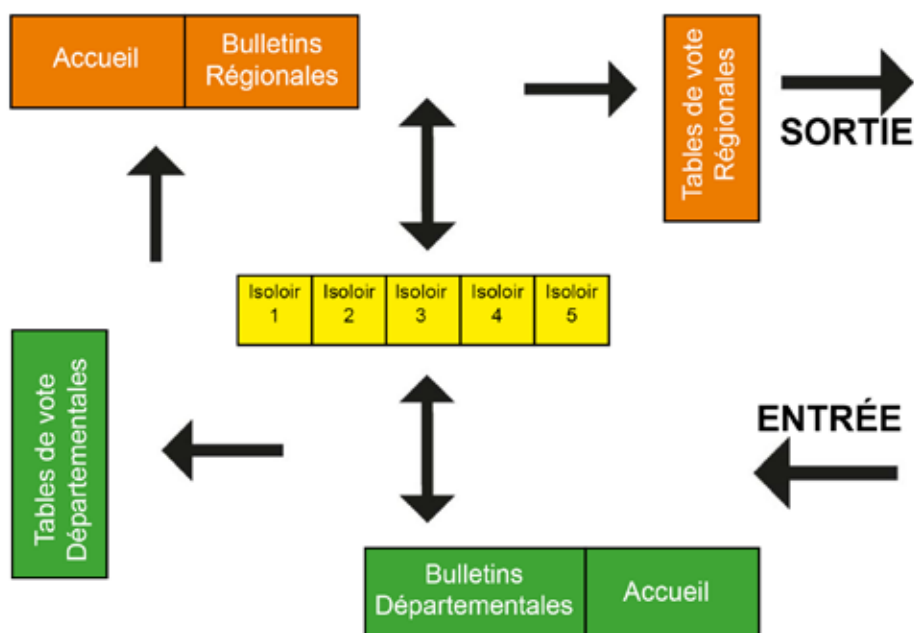 Accueil
Bulletins
Régionales
Tables de vote
Régionales
SORTIE
Isoloir
1
Isoloir
2
Isoloir
3
Isoloir
4
Isoloir
5
Tables de vote
Départementales
ENTRÉE
Bulletins
Départementales
Accueil